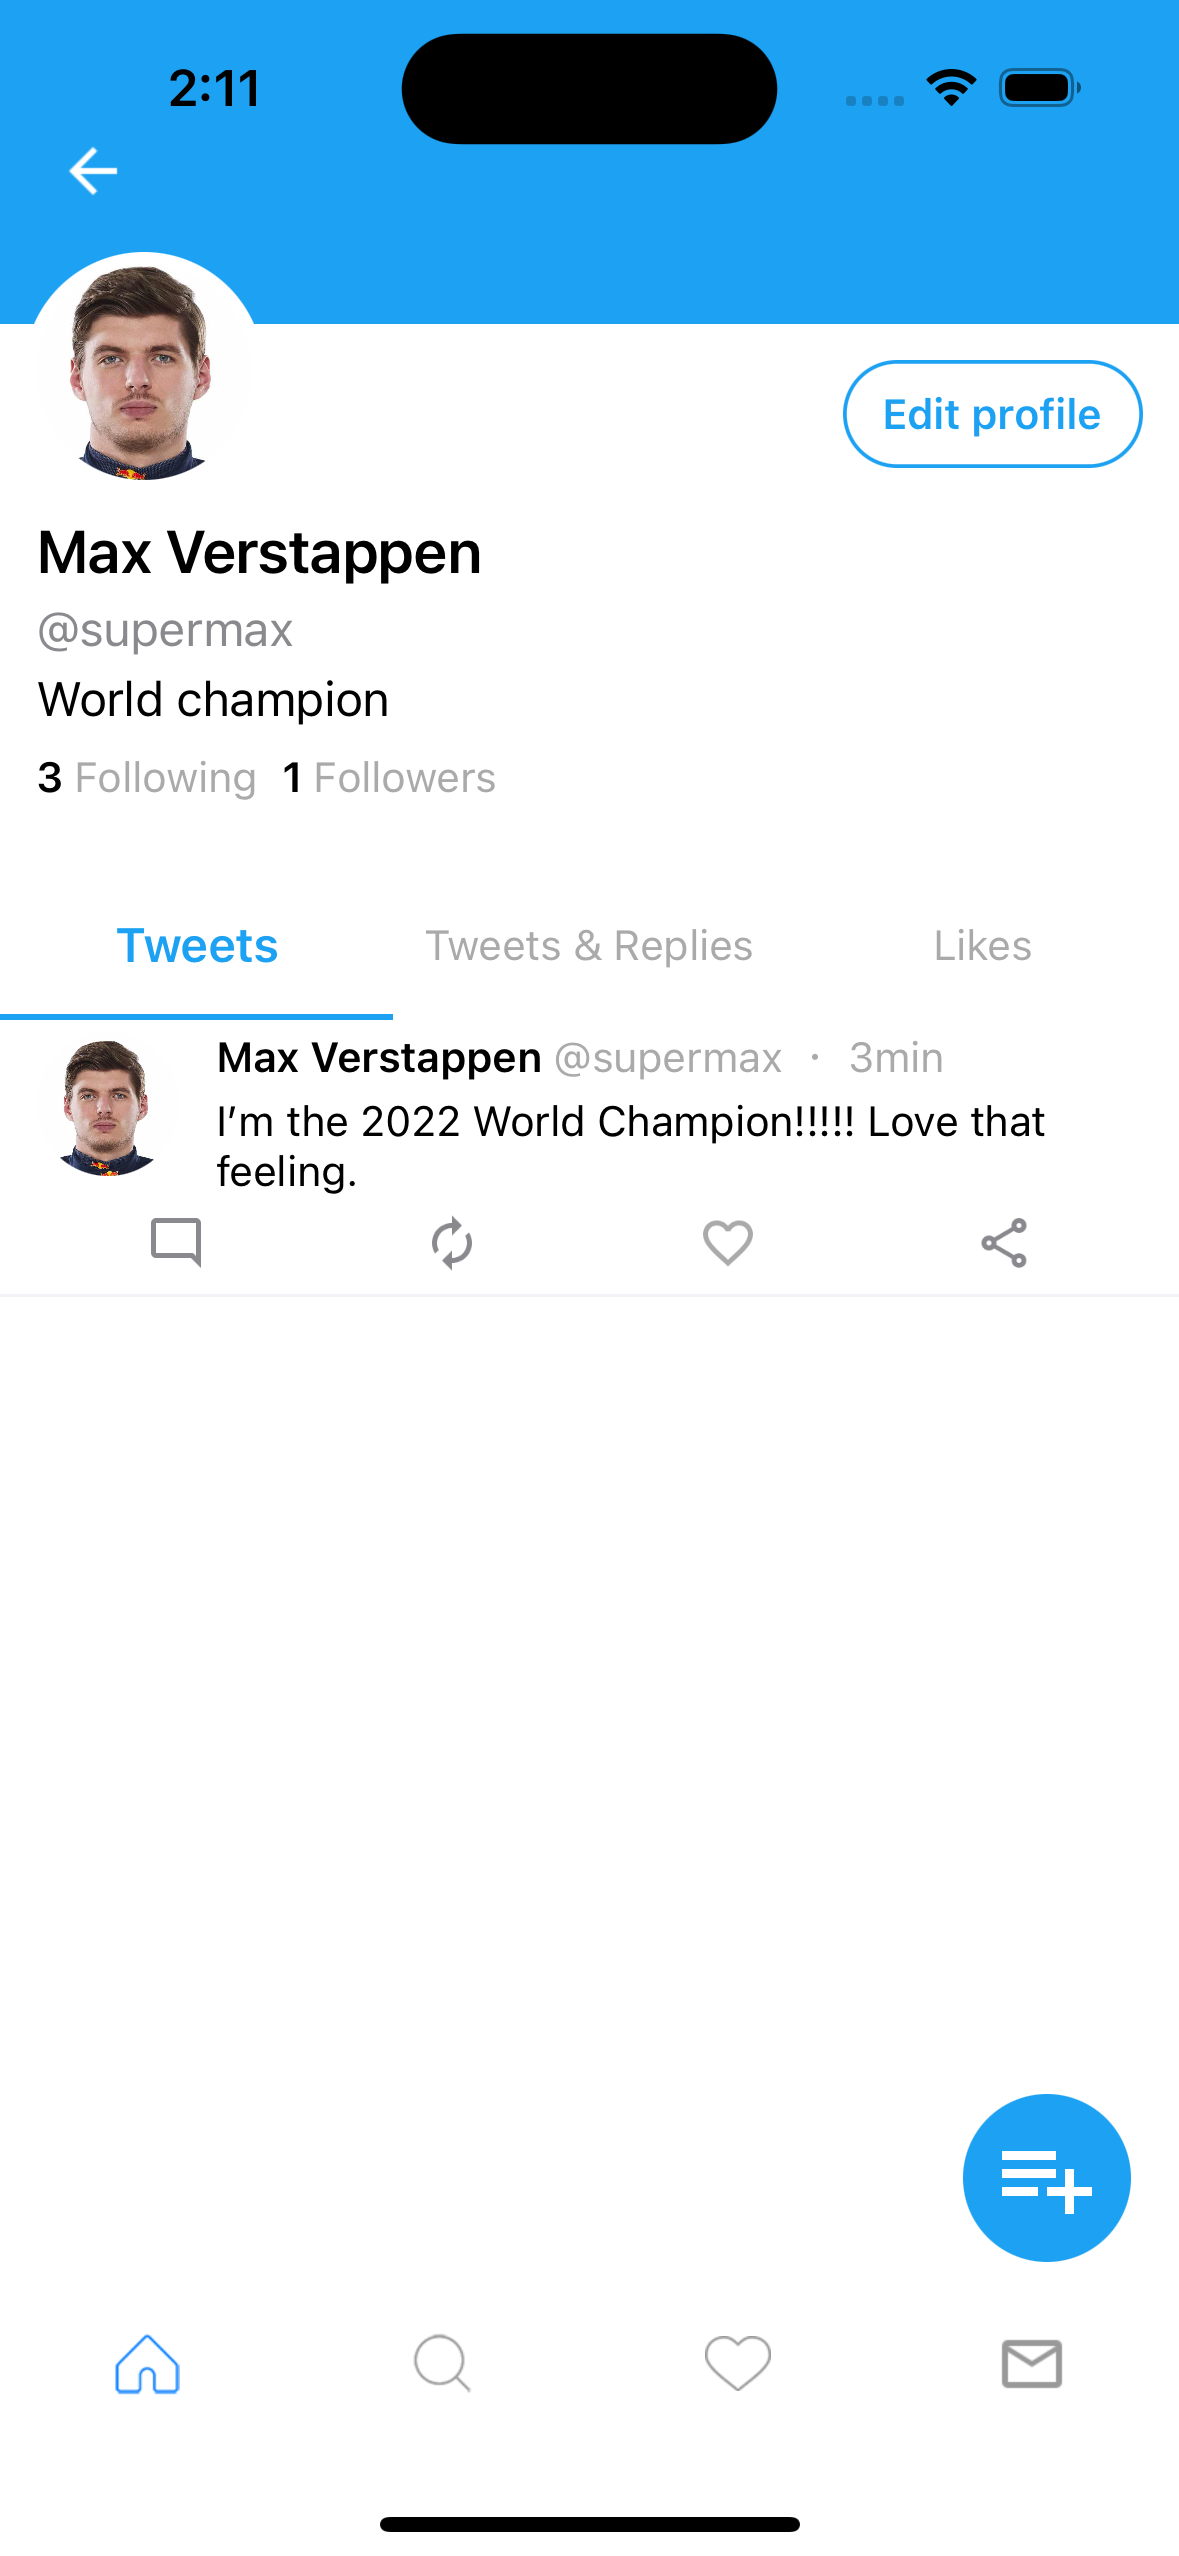 2:11
Edit profile
Max Verstappen
@supermax
World champion
3 Following 1 Followers
Tweets Tweets & Replies Likes
Max Verstappen @supermax · 3min
I’m the 2022 World Champion!!!!! Love that
feeling.